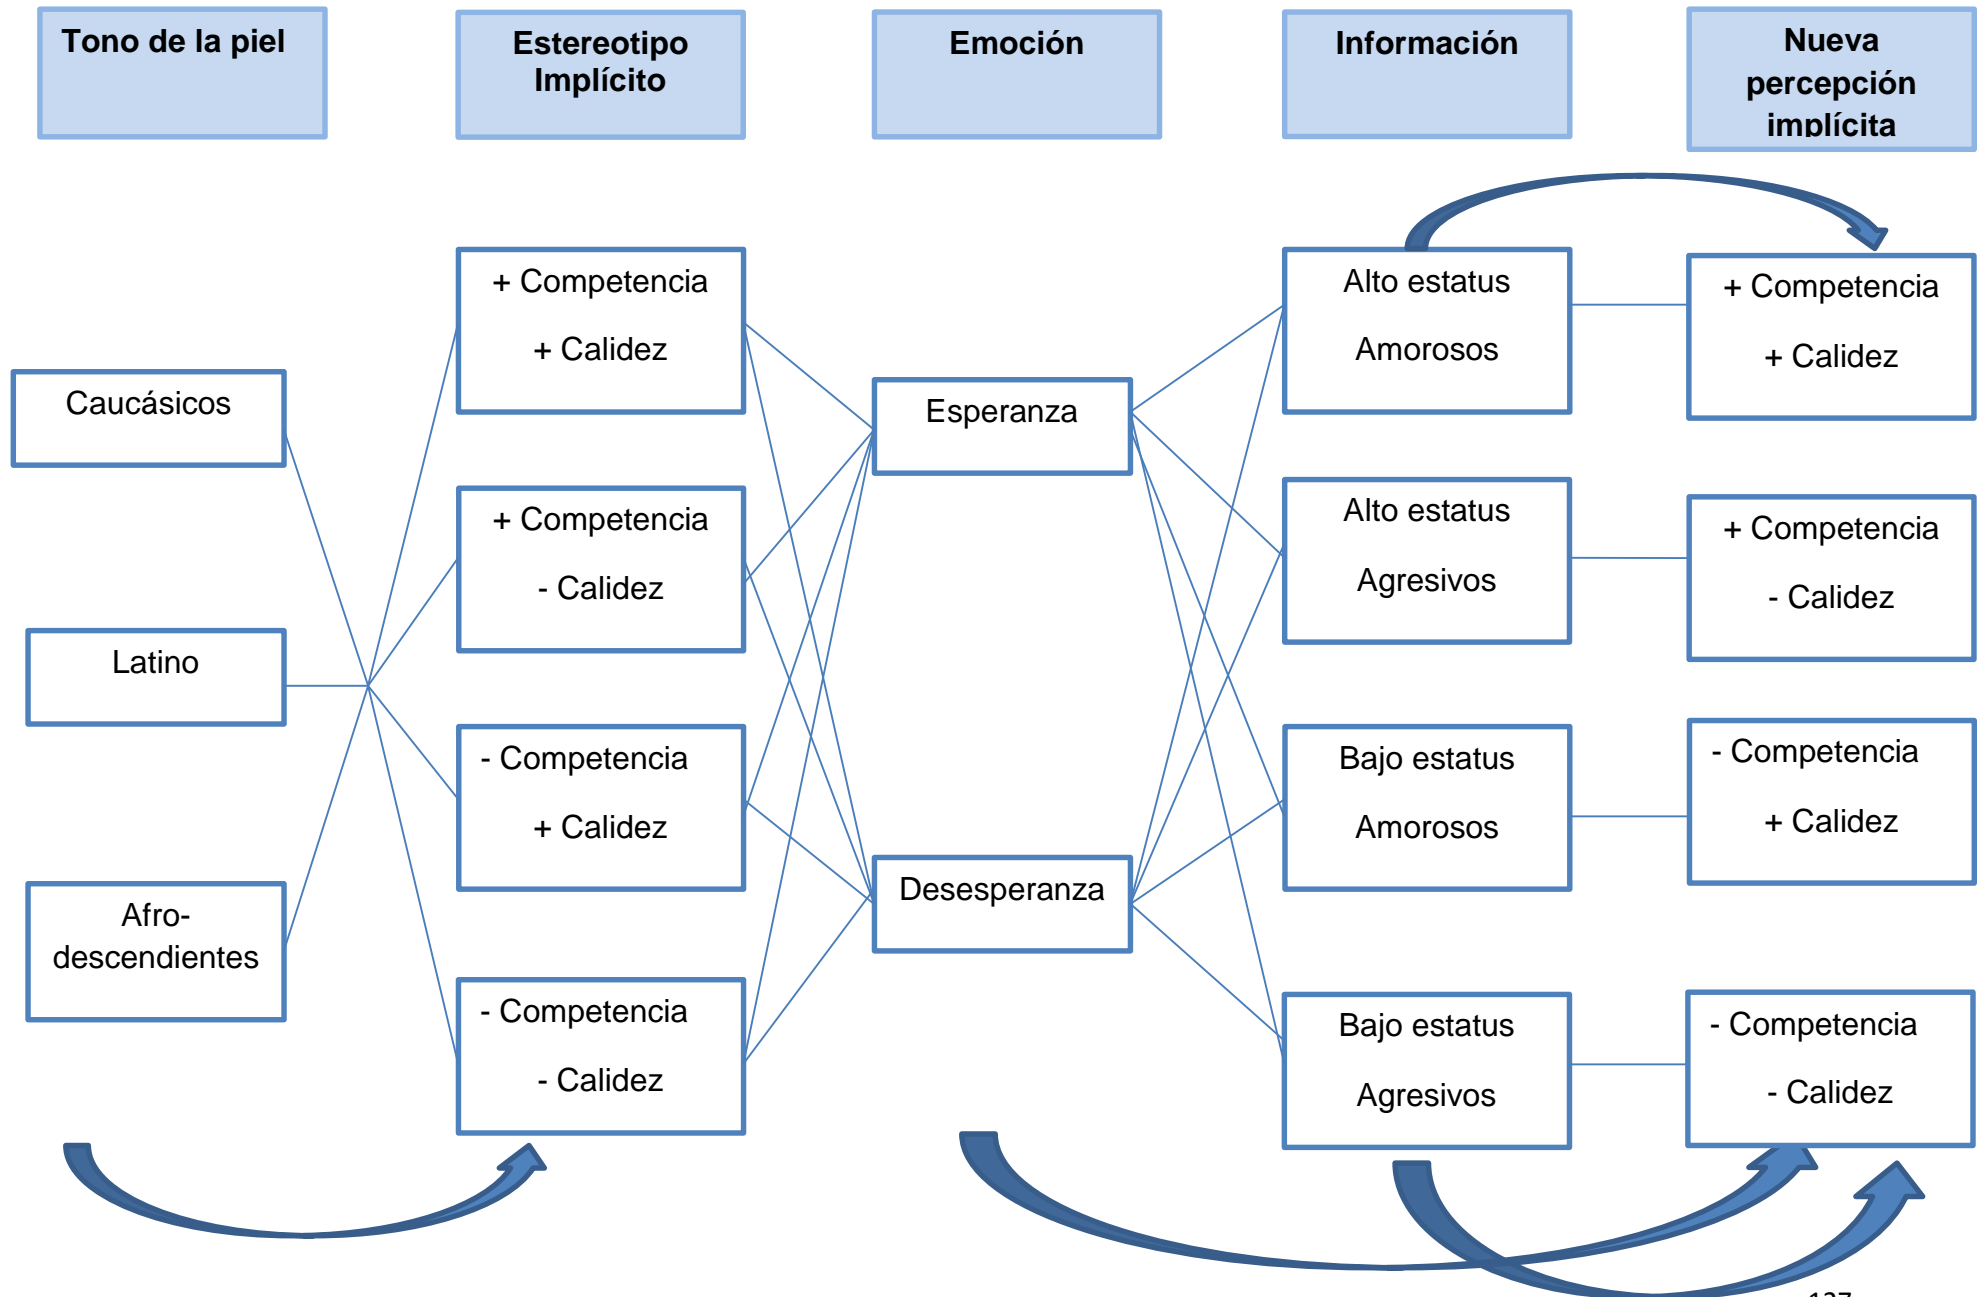 Tono de la piel
Estereotipo
Implícito
Emoción
Información
Nueva
percepción
implícita
Caucásicos
Latino
Afro-
descendientes
+ Competencia
+ Calidez
+ Competencia
- Calidez
- Competencia
+ Calidez
- Competencia
- Calidez
Esperanza
Desesperanza
Alto estatus
Amorosos
Alto estatus
Agresivos
Bajo estatus
Amorosos
Bajo estatus
Agresivos
+ Competencia
+ Calidez
+ Competencia
- Calidez
- Competencia
+ Calidez
- Competencia
- Calidez